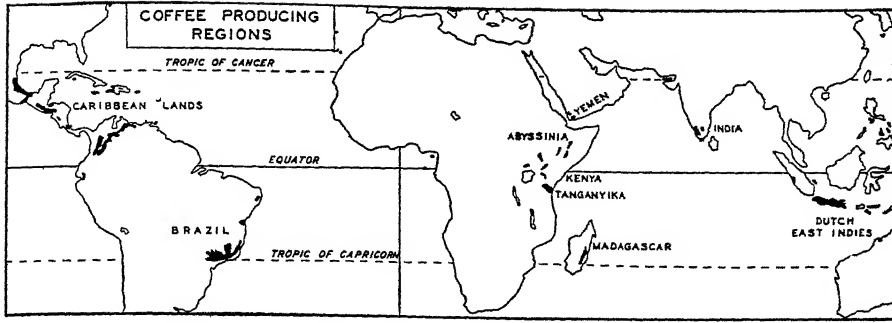 COFFEE PRODUCING
REGIONS
TROPIC OF CANCER
CARIBBEAN LANDS
YEMEN
INDIA
ABYSSINIA
EQUATOR
KENYA
TANGANYIKA
BRAZIL
DUTCH
EAST INDIES
MADAGASCAR
TROPIC OF CAPRICORN